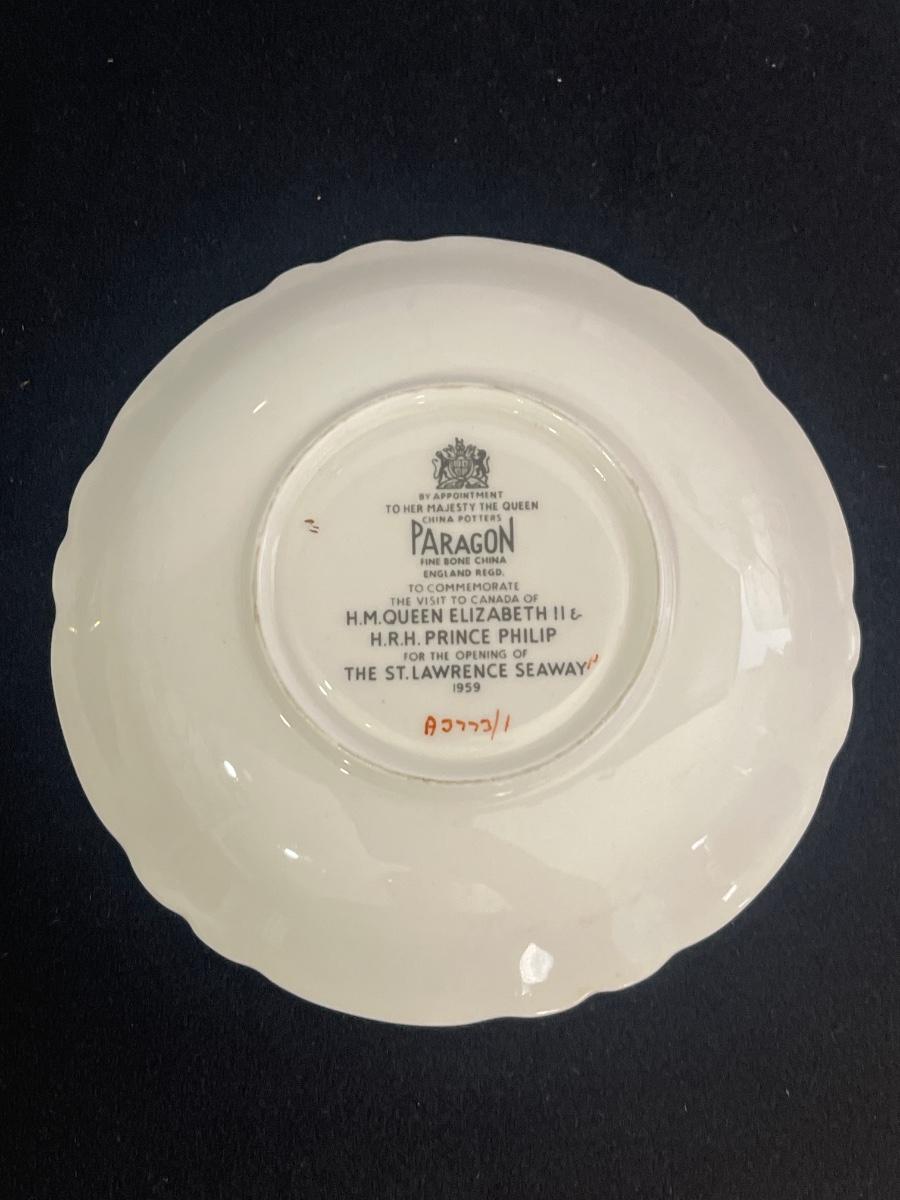 BY APPOINTMENT
TO HER MAJESTY THE QUEEN
CHINA POTTERS
PARAGON
FINE BONE CHINA
ENGLAND REGD.
TO COMMEMORATE
THE VISIT TO CANADA OF
H.M. QUEEN ELIZABETH II &
H.R.H. PRINCE PHILIP
FOR THE OPENING OF
THE ST. LAWRENCE SEAWAY
1959